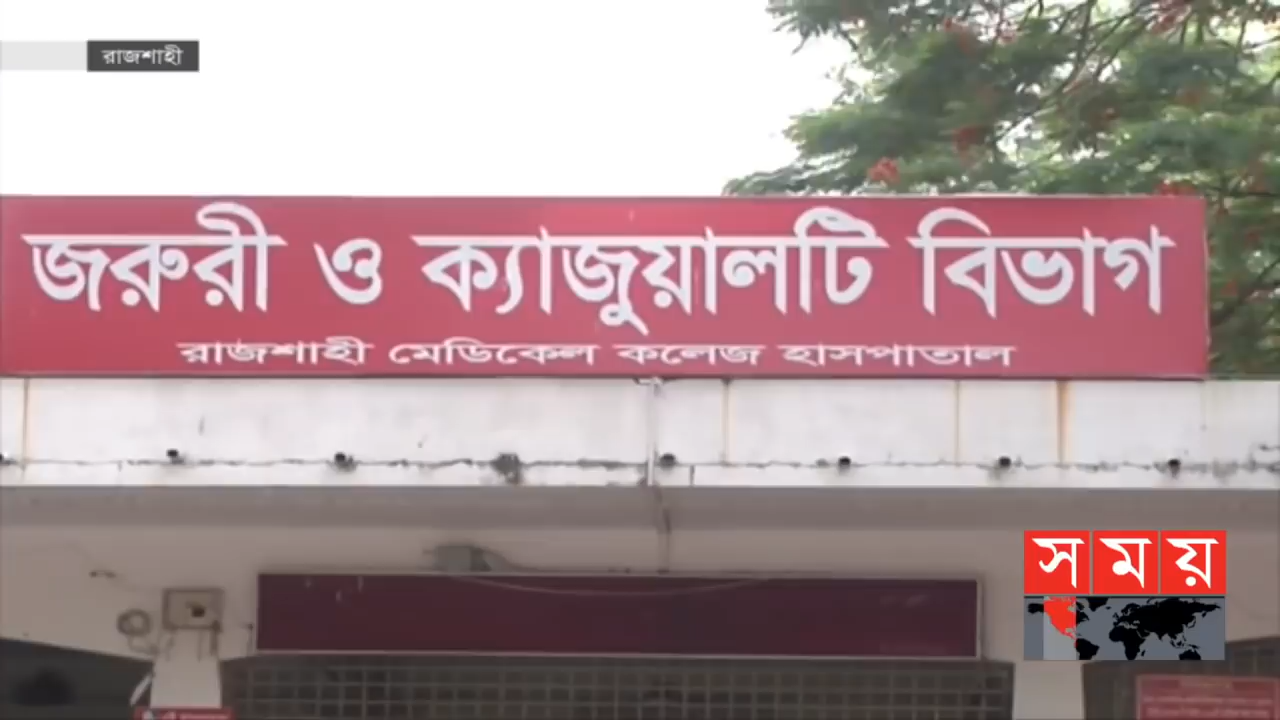 রাজশাহী
জরুরী ও ক্যাজুয়ালটি বিভাগ
রাজশাহী মেডিকেল কলেজ হাসপাতাল
সময়